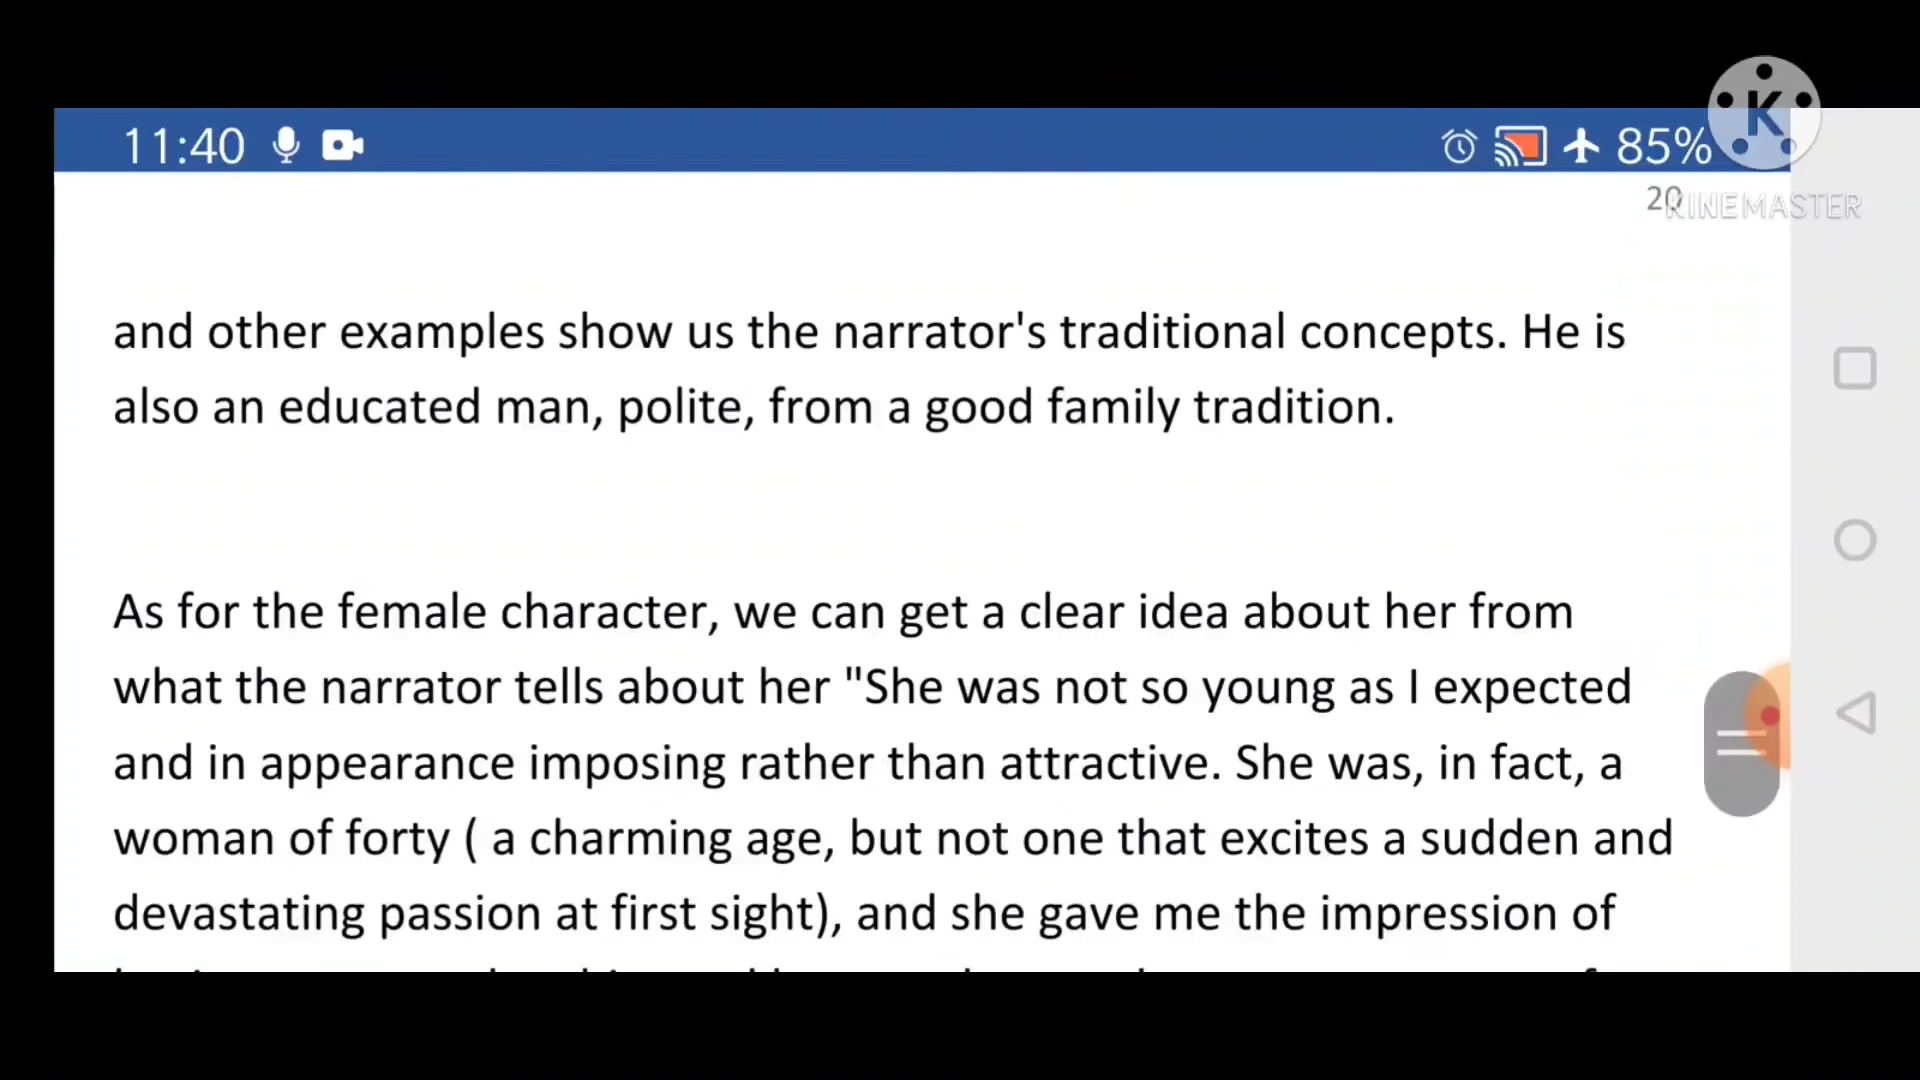 11:40
85%
K
20
KINEMASTER
and other examples show us the narrator's traditional concepts. He is
also an educated man, polite, from a good family tradition.
As for the female character, we can get a clear idea about her from
what the narrator tells about her "She was not so young as I expected
and in appearance imposing rather than attractive. She was, in fact, a
woman of forty ( a charming age, but not one that excites a sudden and
devastating passion at first sight), and she gave me the impression of